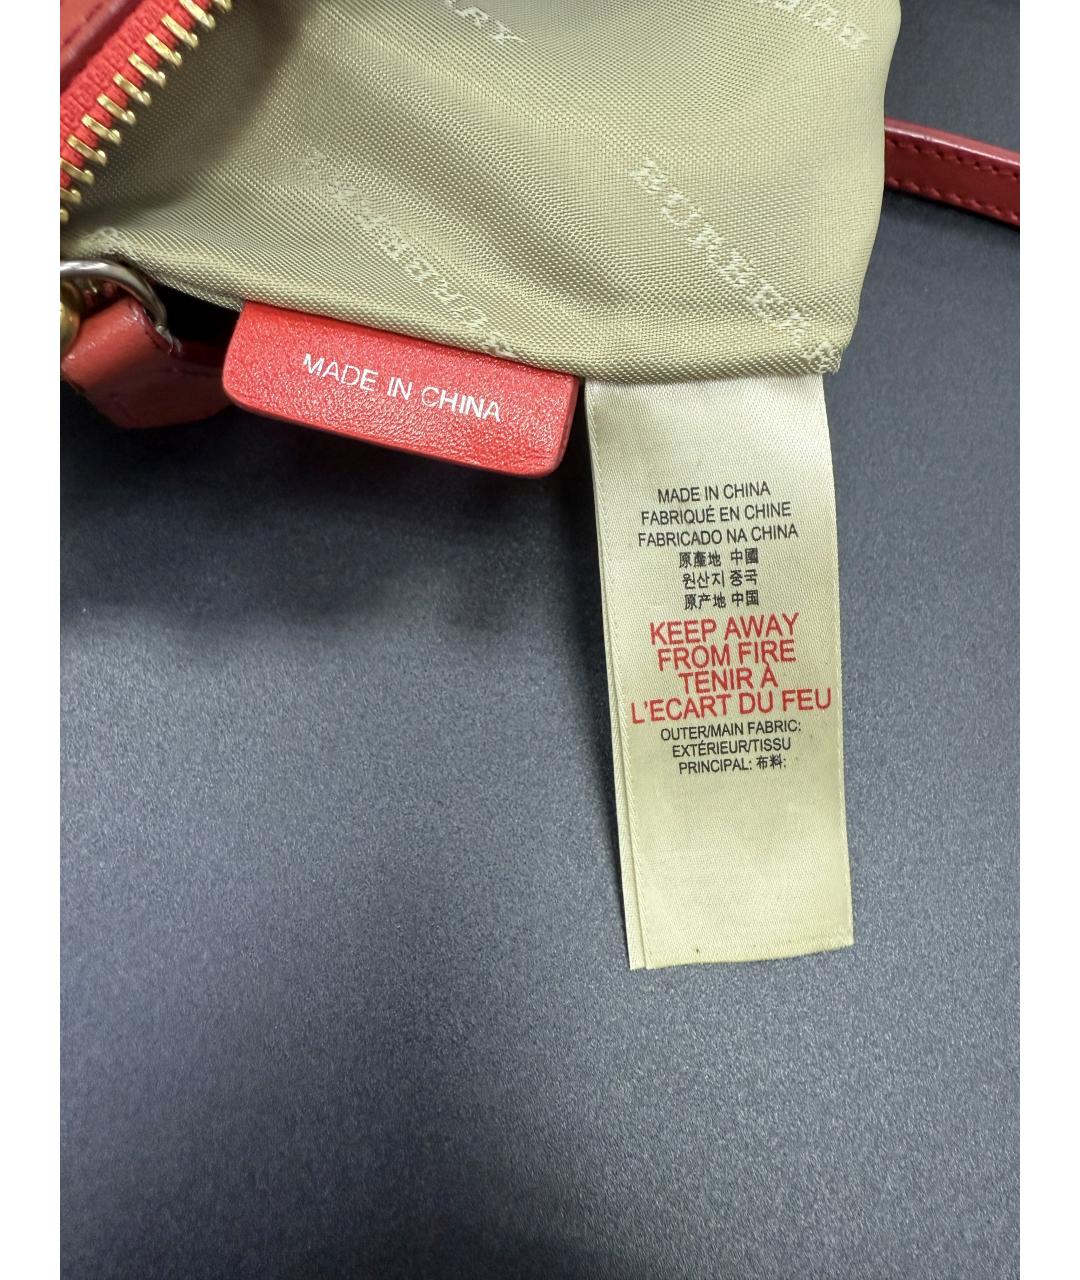 BURBERRY
BURBER
MADE IN CHINA
MADE IN CHINA
FABRIQUÉ EN CHINE
FABRICADO NA CHINA
原產地 中國
원산지 중국
原产地 中国
KEEP AWAY
FROM FIRE
TENIR À
L'ECART DU FEU
OUTER/MAIN FABRIC:
EXTÉRIEUR/TISSU
PRINCIPAL: 布料: